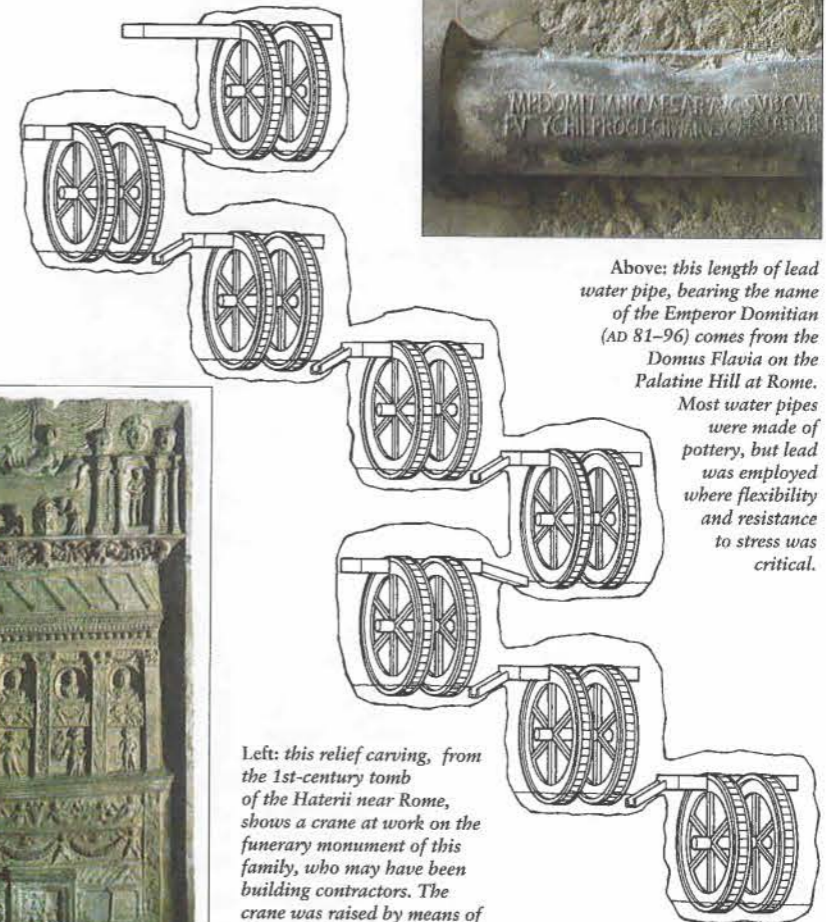 Above: this length of lead
water pipe, bearing the name
of the Emperor Domitian
(AD 81–96) comes from the
Domus Flavia on the
Palatine Hill at Rome.
Most water pipes
were made of
pottery, but lead
was employed
where flexibility
and resistance
to stress was
critical.
Left: this relief carving, from
the 1st-century tomb
of the Haterii near Rome,
shows a crane at work on the
funerary monument of this
family, who may have been
building contractors. The
crane was raised by means of